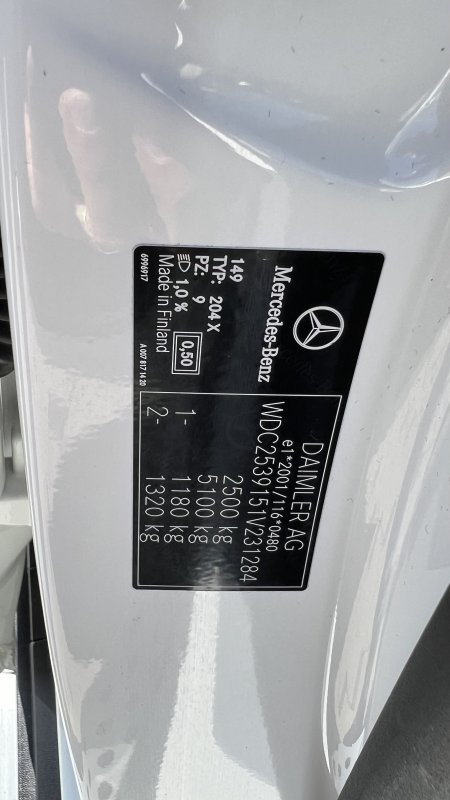 Mercedes-Benz
149
TYP: 204 X
PZ: 9
1,0 %
0,50
Made in Finland
DAIMLER AG
e1*2001/116*0480
WDC2539151V231284
2500 kg
5100 kg
1- 1180 kg
2- 1320 kg
6996917
A 007 817 14 20